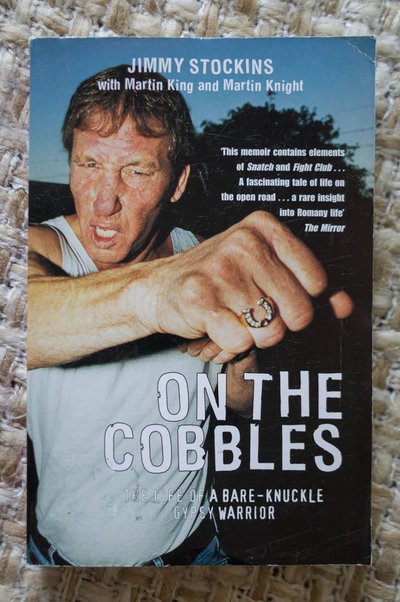 JIMMY STOCKINS
with Martin King and Martin Knight
'This memoir contains elements
of Snatch and Fight Club . . .
A fascinating tale of life on
the open road . . . a rare insight
into Romany life'
The Mirror
ON THE
COBBLES
THE LIFE OF A BARE-KNUCKLE
GYPSY WARRIOR